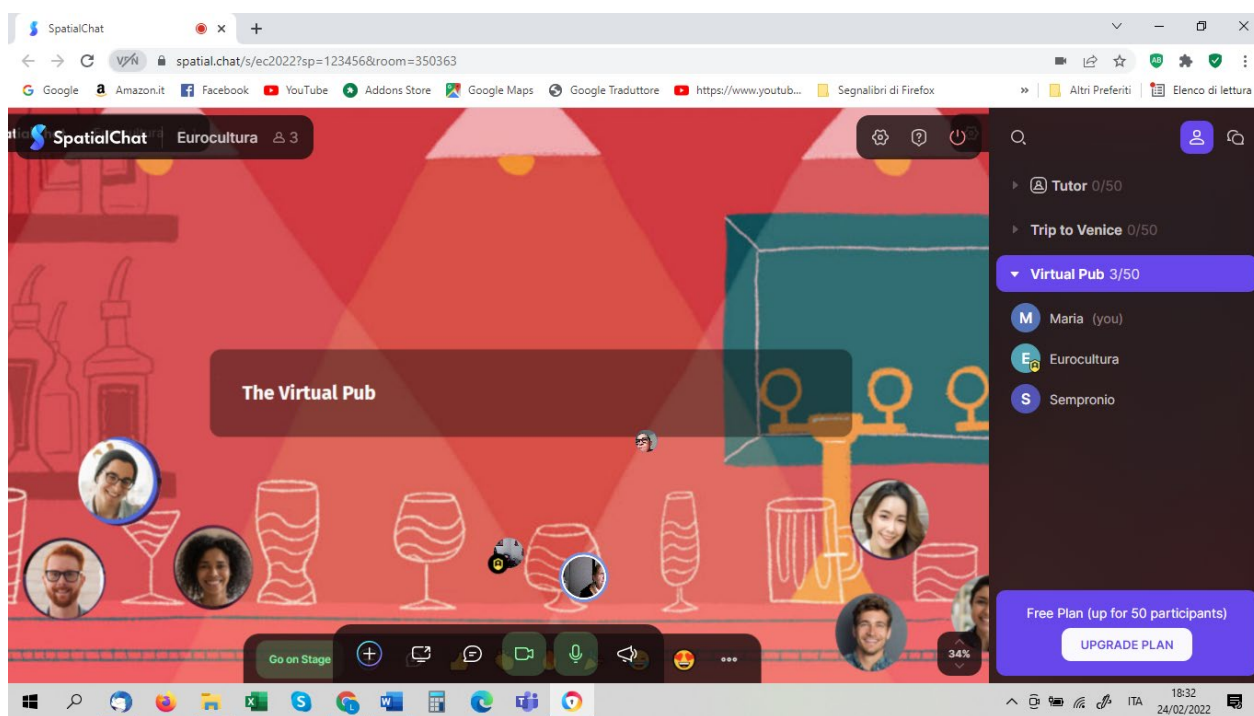 SpatialChat
VPN spatial.chat/s/ec2022?sp=123456&room=350363
Google Amazon.it Facebook YouTube Addons Store Google Maps Google Traduttore https://www.youtub... Segnalibri di Firefox » Altri Preferiti Elenco di lettura
SpatialChat Eurocultura 3
Tutor 0/50
Trip to Venice 0/50
Virtual Pub 3/50
M Maria (you)
E Eurocultura
S Sempronio
The Virtual Pub
Free Plan (up for 50 participants)
UPGRADE PLAN
Go on Stage
34%
ITA 18:32
24/02/2022